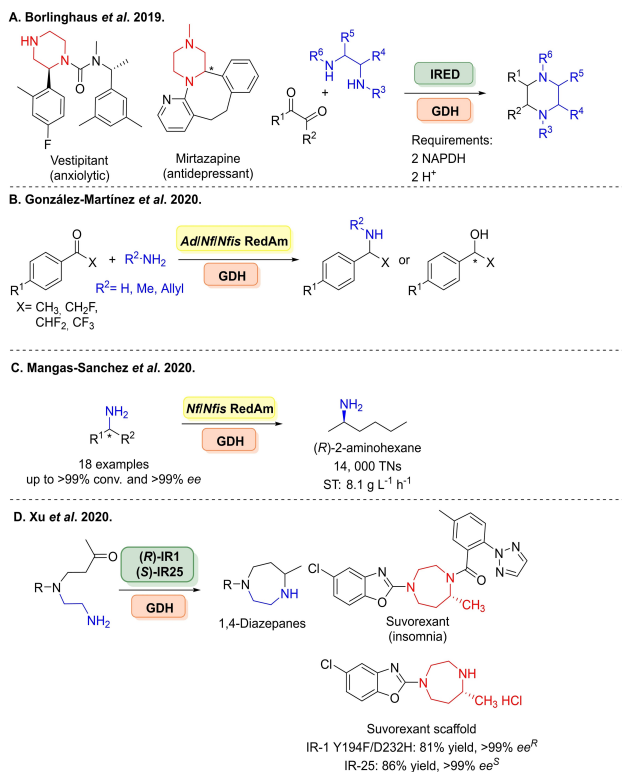 A. Borlinghaus et al. 2019.
HN
N
N
O
F
Vestipitant
(anxiolytic)
N
*
N
N
Mirtazapine
(antidepressant)
O
R1
O
R2
+
R5
R6
N
H
R4
HN
R3
IRED
GDH
Requirements:
2 NAPDH
2 H+
R6
R1
N
R5
R2
N
R4
R3
B. González-Martínez et al. 2020.
O
X
R1
X= CH3, CH2F,
CHF2, CF3
+ R2-NH2
R2= H, Me, Allyl
Ad/Nf/Nfis RedAm
GDH
R2
NH
X
R1
or
OH
*
X
R1
C. Mangas-Sanchez et al. 2020.
NH2
R1 * R2
18 examples
up to >99% conv. and >99% ee
Nf/Nfis RedAm
GDH
NH2
(R)-2-aminohexane
14, 000 TNs
ST: 8.1 g L-1 h-1
D. Xu et al. 2020.
O
R
N
NH2
(R)-IR1
(S)-IR25
GDH
R N
NH
1,4-Diazepanes
Cl
N
O
N
N
O
CH3
N
N
N
Suvorexant
(insomnia)
Cl
N
O
N
NH
CH3 HCl
Suvorexant scaffold
IR-1 Y194F/D232H: 81% yield, >99% eeR
IR-25: 86% yield, >99% eeS